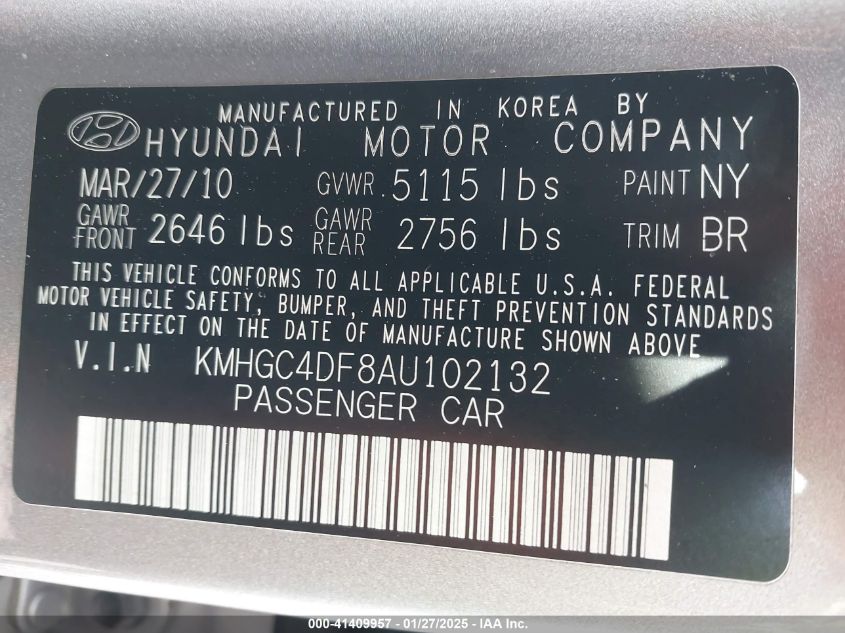 MANUFACTURED IN KOREA BY
HYUNDAI MOTOR COMPANY
MAR/27/10 GVWR 5115 lbs PAINT NY
GAWR FRONT 2646 lbs GAWR REAR 2756 lbs TRIM BR
THIS VEHICLE CONFORMS TO ALL APPLICABLE U.S.A. FEDERAL
MOTOR VEHICLE SAFETY, BUMPER, AND THEFT PREVENTION STANDARDS
IN EFFECT ON THE DATE OF MANUFACTURE SHOWN ABOVE
V.I.N KMHGC4DF8AU102132
PASSENGER CAR
000-41409957 - 01/27/2025 - IAA Inc.